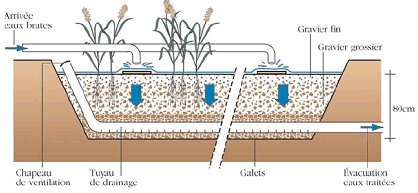 Arrivée
eaux brutes
Gravier fin
Gravier grossier
80cm
Chapeau
de ventilation
Tuyau
de drainage
Galets
Évacuation
eaux traitées